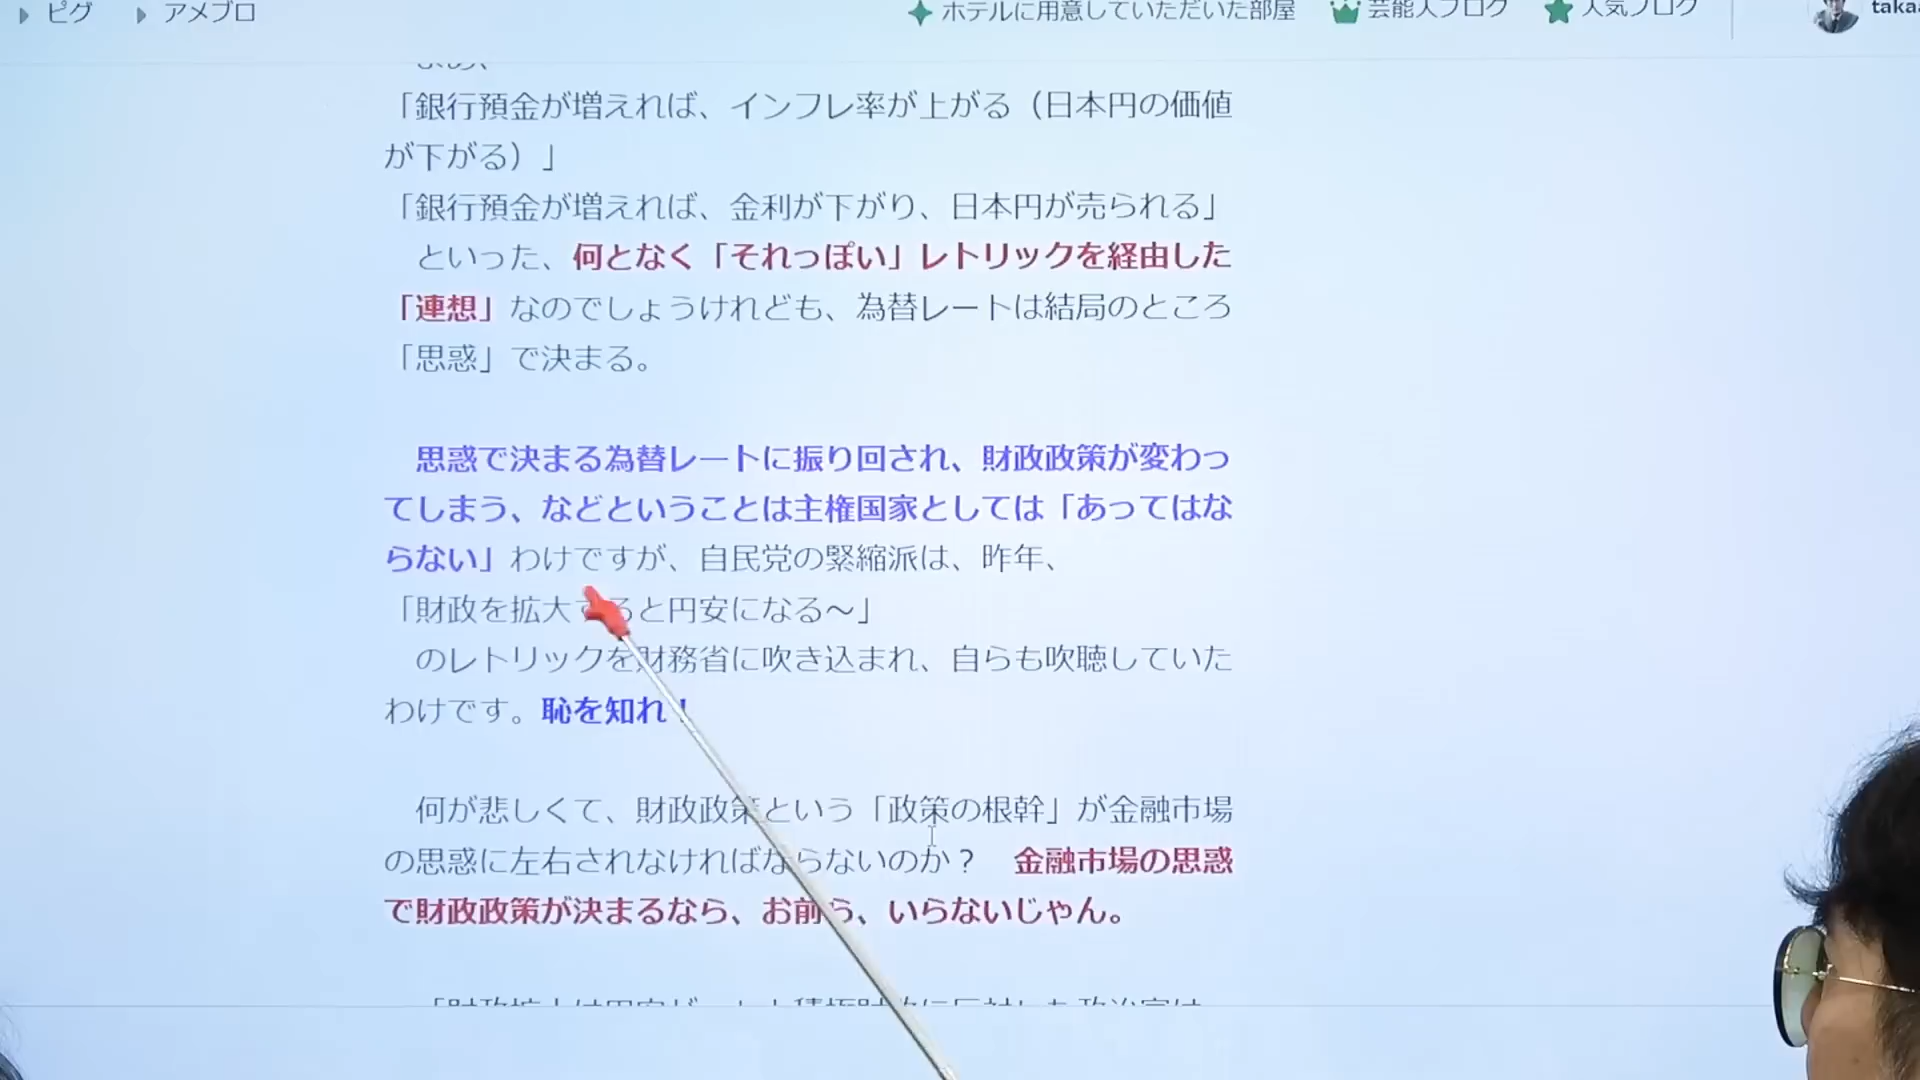 ピグ アメブロ ホテルに用意していただいた部屋 芸能人ブログ 人気ブログ
「銀行預金が増えれば、インフレ率が上がる（日本円の価値
が下がる）」
「銀行預金が増えれば、金利が下がり、日本円が売られる」
といった、何となく「それっぽい」レトリックを経由した
「連想」なのでしょうけれども、為替レートは結局のところ
「思惑」で決まる。
思惑で決まる為替レートに振り回され、財政政策が変わっ
てしまう、などということは主権国家としては「あってはな
らない」わけですが、自民党の緊縮派は、昨年、
「財政を拡大すると円安になる～」
のレトリックを財務省に吹き込まれ、自らも吹聴していた
わけです。恥を知れ！
何が悲しくて、財政政策という「政策の根幹」が金融市場
の思惑に左右されなければならないのか？　金融市場の思惑
で財政政策が決まるなら、お前ら、いらないじゃん。